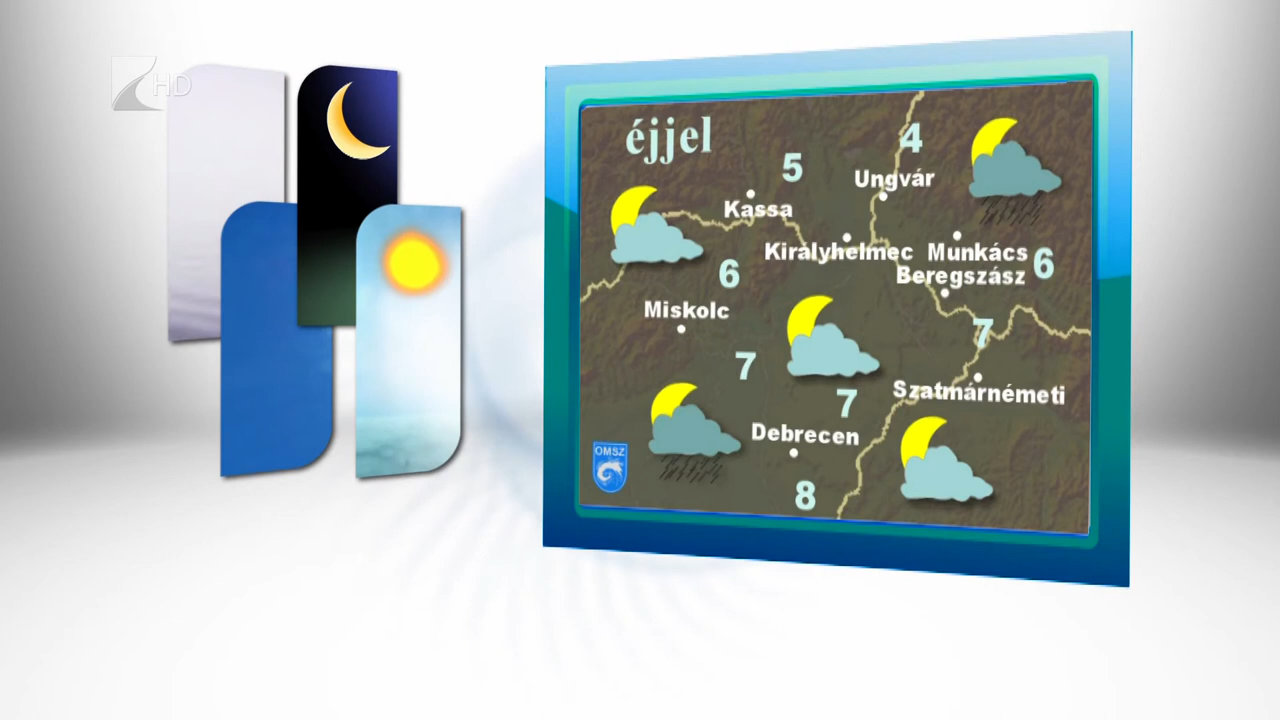 HD
éjjel
4
5
Ungvár
Kassa
Királyhelmec
Munkács
6
6
Beregszász
Miskolc
7
7
Szatmárnémeti
7
Debrecen
OMSZ
8